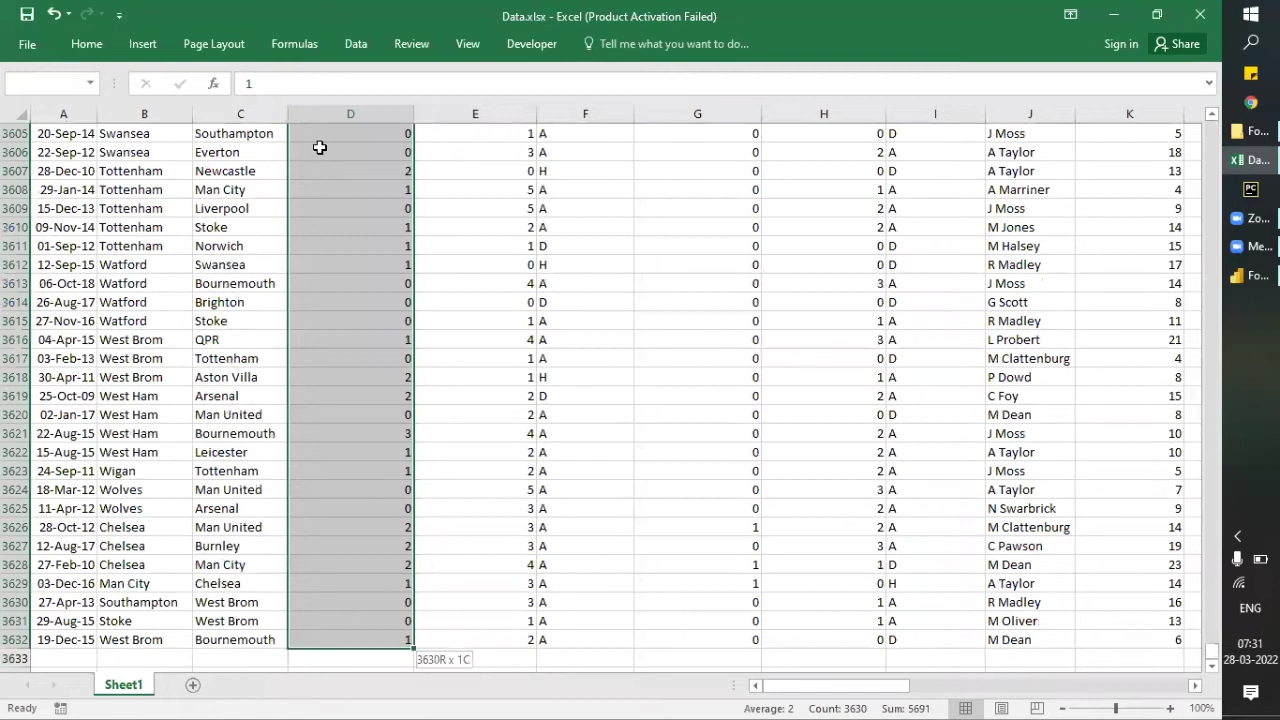 Data.xlsx - Excel (Product Activation Failed)
File Home Insert Page Layout Formulas Data Review View Developer Tell me what you want to do... Sign in Share
fx 1
A B C D E F G H I J K
3605 20-Sep-14 Swansea Southampton 0 1 A 0 0 D J Moss 5
3606 22-Sep-12 Swansea Everton 0 3 A 0 2 A A Taylor 18
3607 28-Dec-10 Tottenham Newcastle 2 0 H 0 0 D A Taylor 13
3608 29-Jan-14 Tottenham Man City 1 5 A 0 1 A A Marriner 4
3609 15-Dec-13 Tottenham Liverpool 0 5 A 0 2 A J Moss 9
3610 09-Nov-14 Tottenham Stoke 1 2 A 0 2 A M Jones 14
3611 01-Sep-12 Tottenham Norwich 1 1 D 0 0 D M Halsey 15
3612 12-Sep-15 Watford Swansea 1 0 H 0 0 D R Madley 17
3613 06-Oct-18 Watford Bournemouth 0 4 A 0 3 A J Moss 14
3614 26-Aug-17 Watford Brighton 0 0 D 0 0 D G Scott 8
3615 27-Nov-16 Watford Stoke 0 1 A 0 1 A R Madley 11
3616 04-Apr-15 West Brom QPR 1 4 A 0 3 A L Probert 21
3617 03-Feb-13 West Brom Tottenham 0 1 A 0 0 D M Clattenburg 4
3618 30-Apr-11 West Brom Aston Villa 2 1 H 0 1 A P Dowd 8
3619 25-Oct-09 West Ham Arsenal 2 2 D 0 2 A C Foy 15
3620 02-Jan-17 West Ham Man United 0 2 A 0 0 D M Dean 8
3621 22-Aug-15 West Ham Bournemouth 3 4 A 0 2 A J Moss 10
3622 15-Aug-15 West Ham Leicester 1 2 A 0 2 A A Taylor 10
3623 24-Sep-11 Wigan Tottenham 1 2 A 0 2 A J Moss 5
3624 18-Mar-12 Wolves Man United 0 5 A 0 3 A A Taylor 7
3625 11-Apr-12 Wolves Arsenal 0 3 A 0 2 A N Swarbrick 9
3626 28-Oct-12 Chelsea Man United 2 3 A 1 2 A M Clattenburg 14
3627 12-Aug-17 Chelsea Burnley 2 3 A 0 3 A C Pawson 19
3628 27-Feb-10 Chelsea Man City 2 4 A 1 1 D M Dean 23
3629 03-Dec-16 Man City Chelsea 1 3 A 1 0 H A Taylor 14
3630 27-Apr-13 Southampton West Brom 0 3 A 0 1 A R Madley 16
3631 29-Aug-15 Stoke West Brom 0 1 A 0 1 A M Oliver 13
3632 19-Dec-15 West Brom Bournemouth 1 2 A 0 0 D M Dean 6
3633 3630R x 1C
Sheet1
Ready Average: 2 Count: 3630 Sum: 5691 100%
Fo...
Da...
PC
Zo...
Me...
Fo...
ENG
07:31
28-03-2022